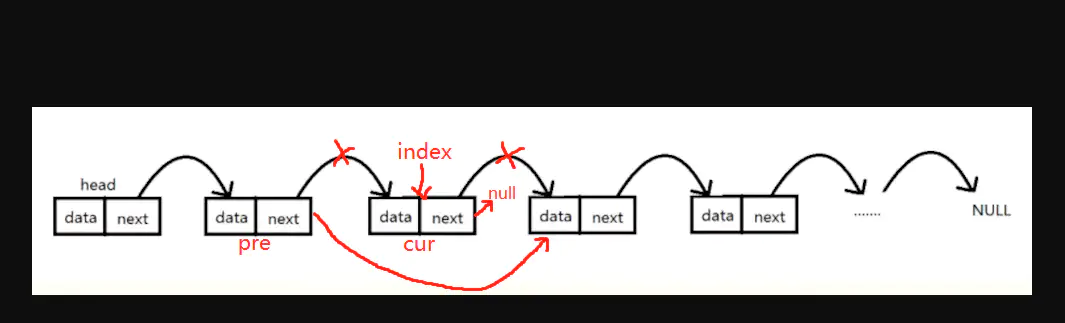 index
null
head
data next data next data next data next data next ....... NULL
pre cur